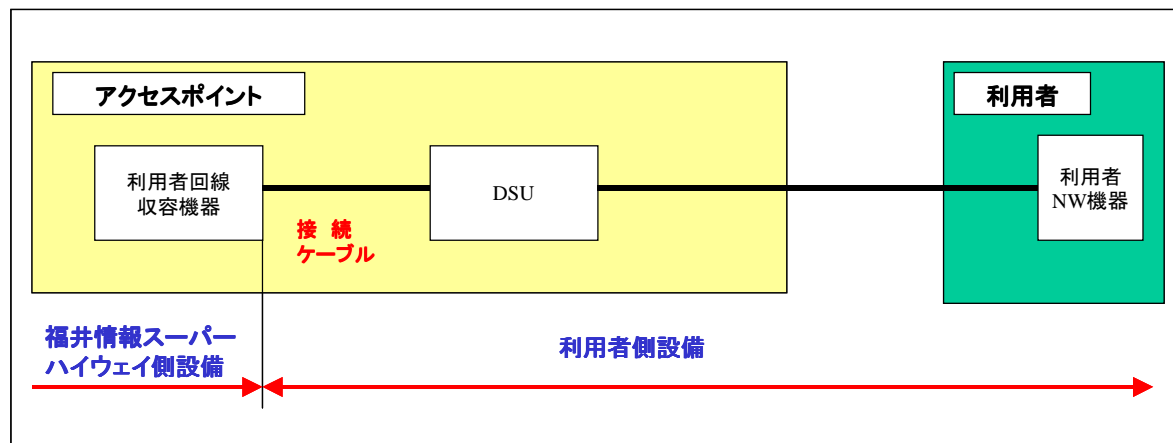 アクセスポイント
利用者
利用者回線
収容機器
DSU
利用者
NW機器
接 続
ケーブル
福井情報スーパー
ハイウェイ側設備
利用者側設備